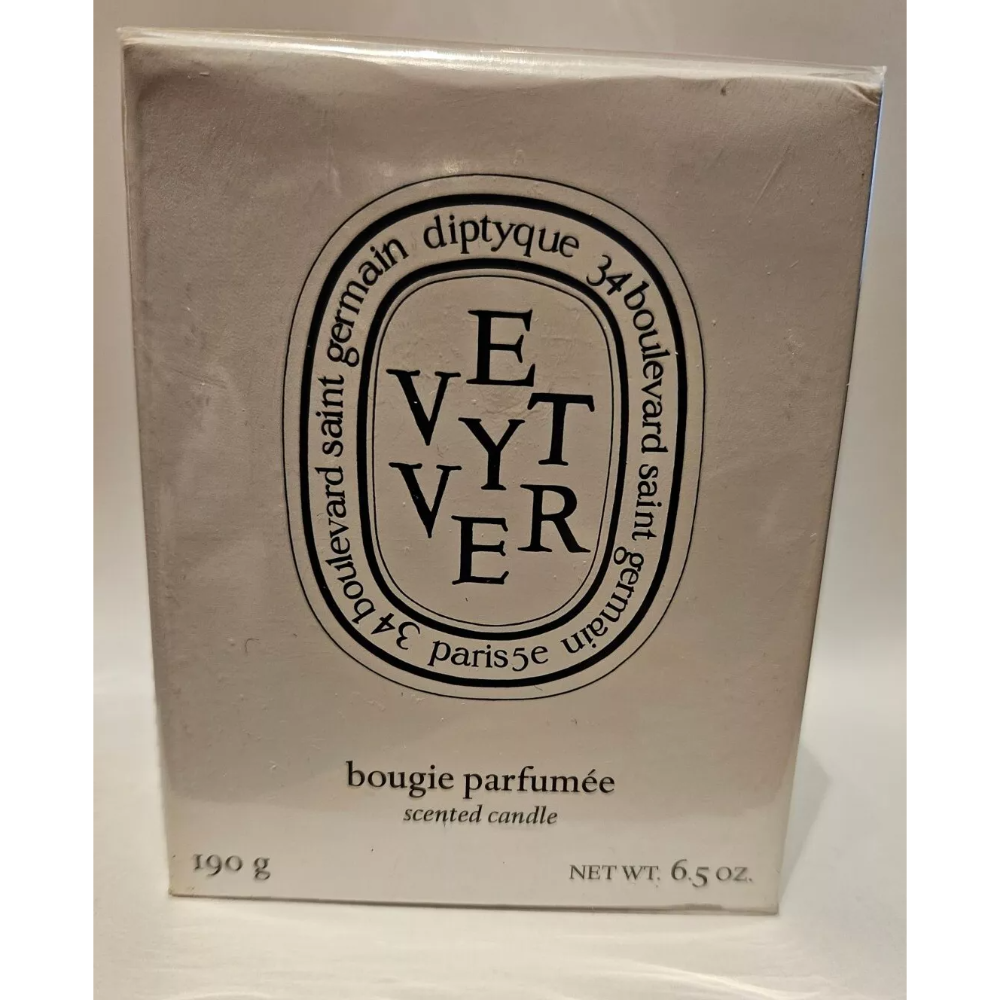 diptyque 34 boulevard saint germain paris5e 34 boulevard saint germain
VETYVER
bougie parfumée
scented candle
190 g
NET WT. 6.5 OZ.